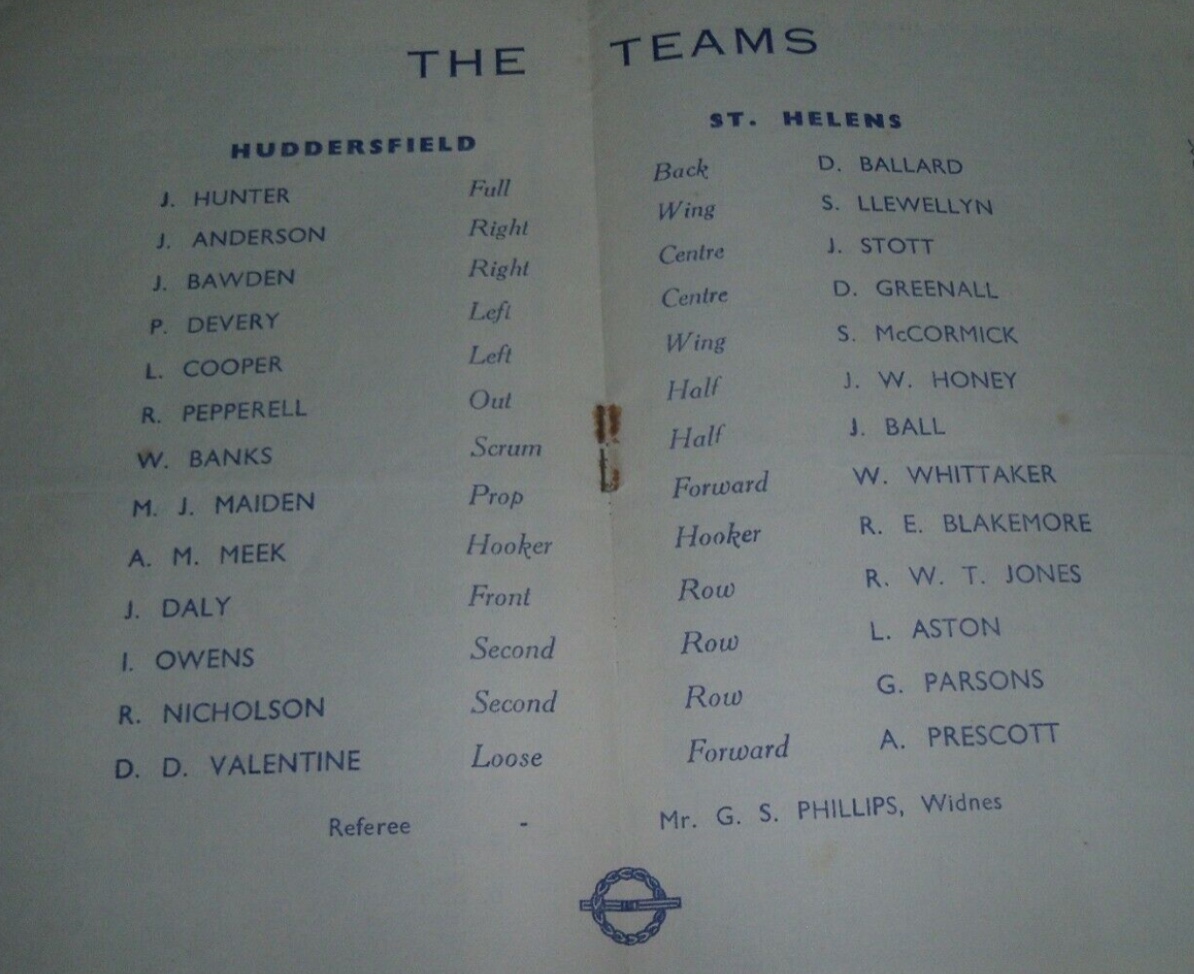 THE TEAMS
HUDDERSFIELD ST. HELENS
J. HUNTER Full Back D. BALLARD
J. ANDERSON Right Wing S. LLEWELLYN
J. BAWDEN Right Centre J. STOTT
P. DEVERY Left Centre D. GREENALL
L. COOPER Left Wing S. McCORMICK
R. PEPPERELL Out Half J. W. HONEY
W. BANKS Scrum Half J. BALL
M. J. MAIDEN Prop Forward W. WHITTAKER
A. M. MEEK Hooker Hooker R. E. BLAKEMORE
J. DALY Front Row R. W. T. JONES
I. OWENS Second Row L. ASTON
R. NICHOLSON Second Row G. PARSONS
D. D. VALENTINE Loose Forward A. PRESCOTT
Referee - Mr. G. S. PHILLIPS, Widnes